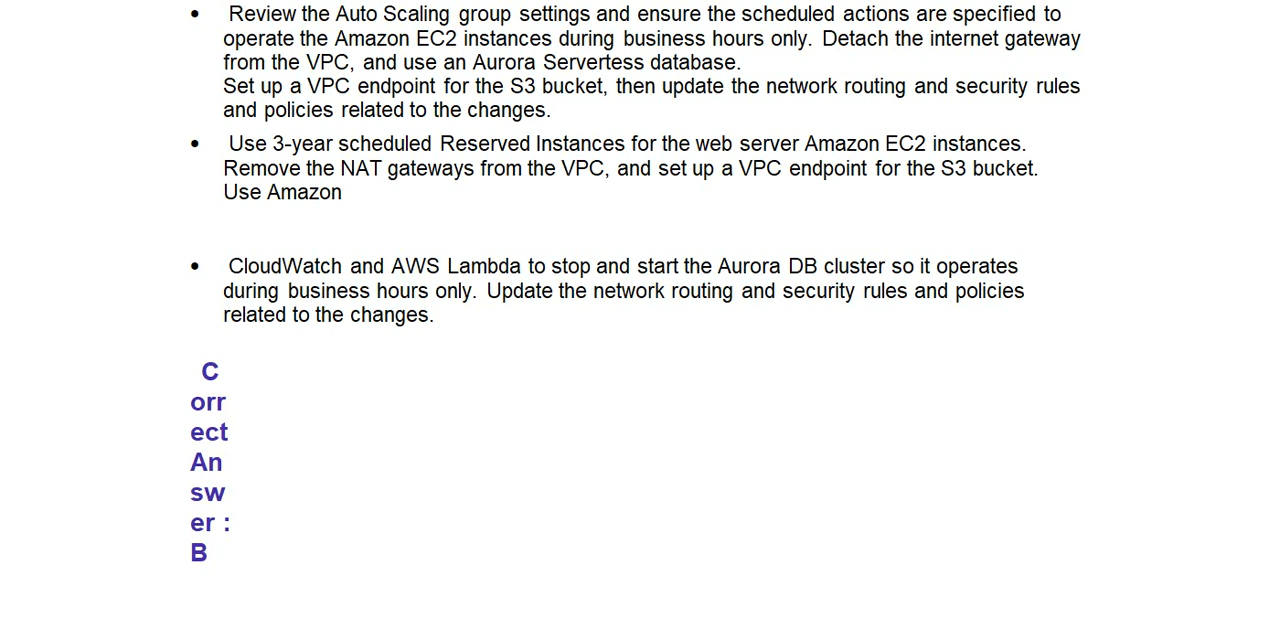 • Review the Auto Scaling group settings and ensure the scheduled actions are specified to
operate the Amazon EC2 instances during business hours only. Detach the internet gateway
from the VPC, and use an Aurora Servertess database.
Set up a VPC endpoint for the S3 bucket, then update the network routing and security rules
and policies related to the changes.
• Use 3-year scheduled Reserved Instances for the web server Amazon EC2 instances.
Remove the NAT gateways from the VPC, and set up a VPC endpoint for the S3 bucket.
Use Amazon
• CloudWatch and AWS Lambda to stop and start the Aurora DB cluster so it operates
during business hours only. Update the network routing and security rules and policies
related to the changes.
C
orr
ect
An
sw
er :
B